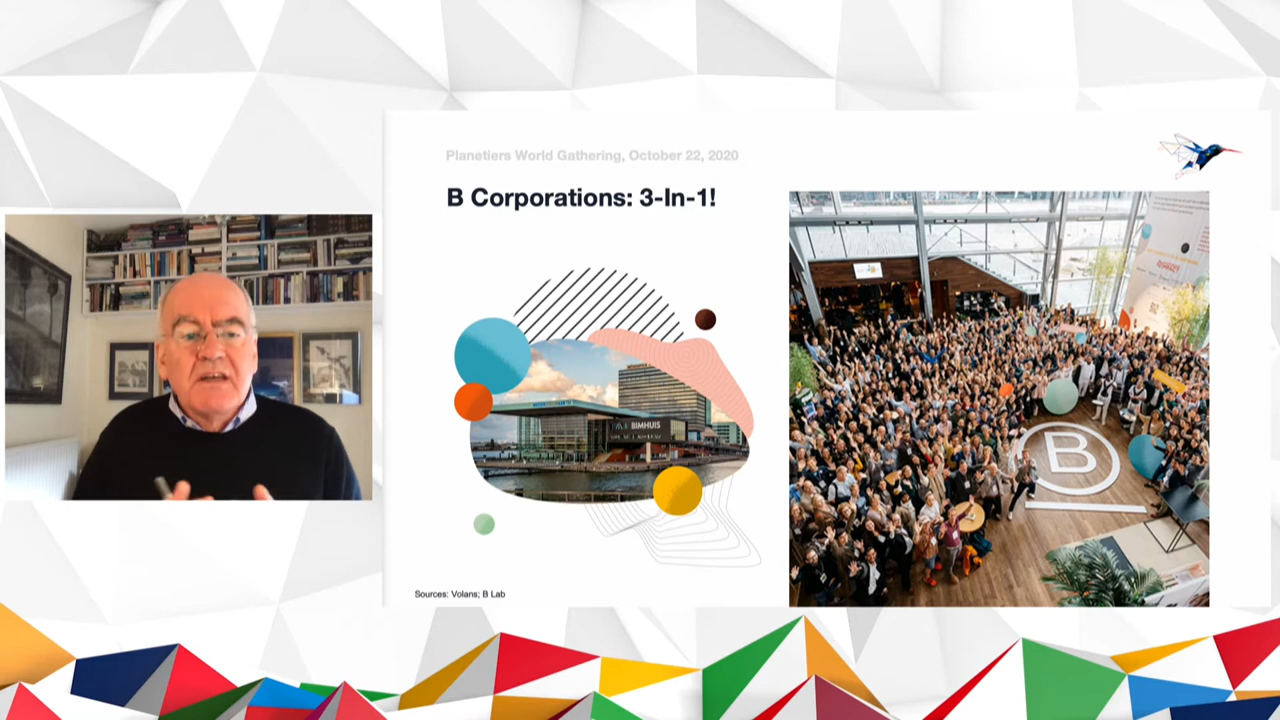 Planetiers World Gathering, October 22, 2020
B Corporations: 3-In-1!
BIMHUIS
B
Sources: Volans; B Lab